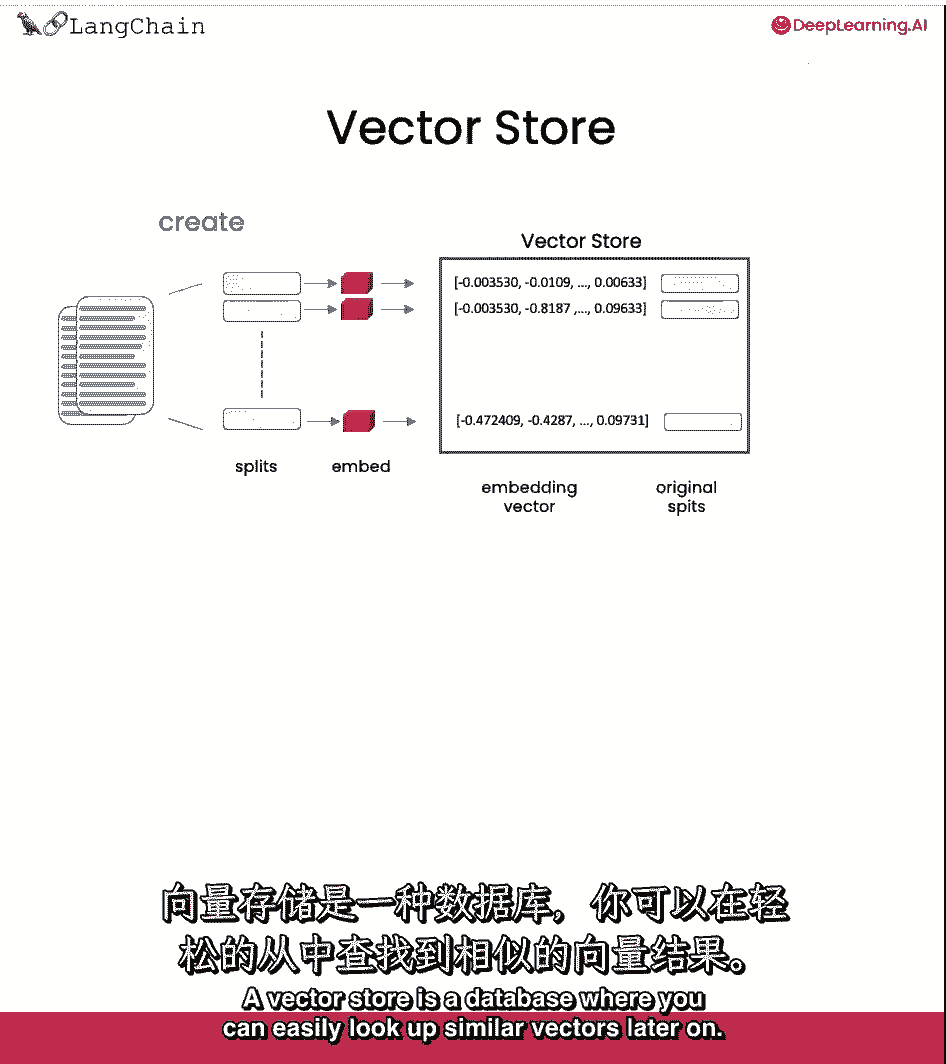 LangChain
DeepLearning.AI
Vector Store
create
Vector Store
[-0.003530, -0.0109, ..., 0.00633]
[-0.003530, -0.8187 ,..., 0.09633]
[-0.472409, -0.4287, ..., 0.09731]
splits
embed
embedding
vector
original
spits
向量存储是一种数据库，你可以在轻
松的从中查找到相似的向量结果。
A vector store is a database where you
can easily look up similar vectors later on.